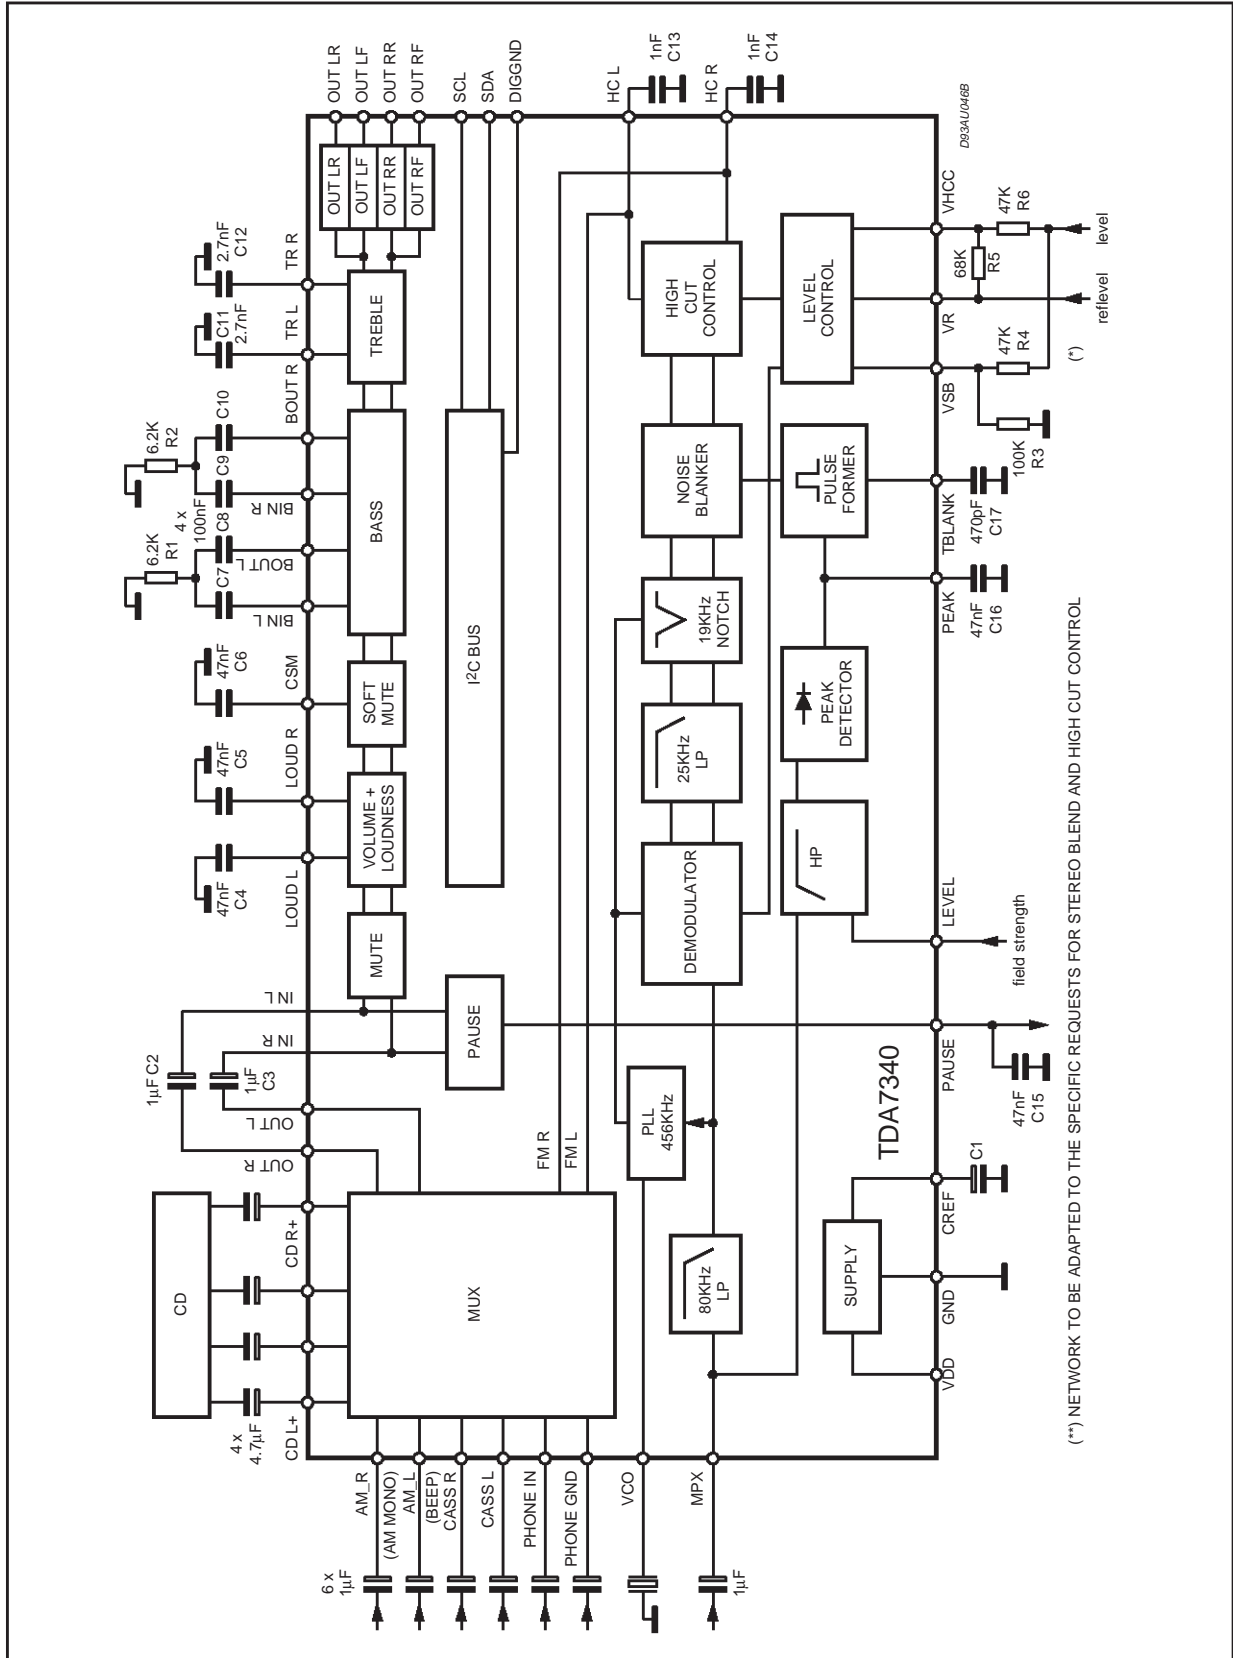 CD
4 x
4.7µF
CD L+
CD R+
OUT R
OUT L
1µF C2
1µF
C3
IN R
IN L
47nF
C4
LOUD L
47nF
C5
LOUD R
47nF
C6
CSM
6.2K
R1
C7
C8
BIN L
BOUT L
4 x
100nF
6.2K
R2
C9
C10
BIN R
BOUT R
C11
2.7nF
TR L
2.7nF
C12
TR R
OUT LR
OUT LF
OUT RR
OUT RF
OUT LR
OUT LF
OUT RR
OUT RF
SCL
SDA
DIGGND
MUTE
VOLUME +
LOUDNESS
SOFT
MUTE
BASS
TREBLE
6 x
1µF
AM_R
(AM MONO)
AM_L
(BEEP)
CASS R
CASS L
PHONE IN
PHONE GND
MUX
PAUSE
I²C BUS
FM R
FM L
HC L
1nF
C13
HC R
1nF
C14
VCO
MPX
1µF
80KHz
LP
PLL
456KHz
DEMODULATOR
25KHz
LP
19KHz
NOTCH
NOISE
BLANKER
HIGH
CUT
CONTROL
HP
PEAK
DETECTOR
PULSE
FORMER
LEVEL
CONTROL
SUPPLY
TDA7340
D93AU046B
VDD
GND
CREF
C1
PAUSE
47nF
C15
LEVEL
field strength
PEAK
47nF
C16
TBLANK
470pF
C17
VSB
100K
R3
47K
R4
VR
68K
R5
VHCC
47K
R6
(*)
reflevel
level
(**) NETWORK TO BE ADAPTED TO THE SPECIFIC REQUESTS FOR STEREO BLEND AND HIGH CUT CONTROL